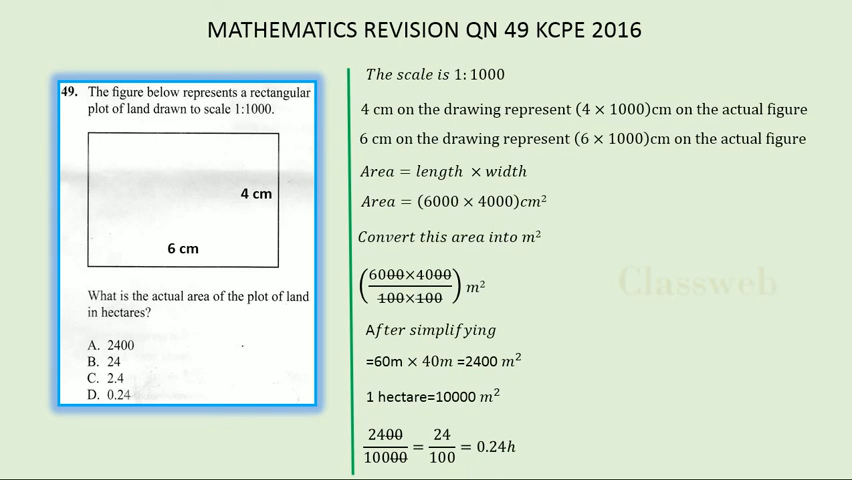 MATHEMATICS REVISION QN 49 KCPE 2016
49. The figure below represents a rectangular
plot of land drawn to scale 1:1000.
4 cm
6 cm
What is the actual area of the plot of land
in hectares?
A. 2400
B. 24
C. 2.4
D. 0.24
The scale is 1: 1000
4 cm on the drawing represent (4 × 1000)cm on the actual figure
6 cm on the drawing represent (6 × 1000)cm on the actual figure
Area = length × width
Area = (6000 × 4000)cm²
Convert this area into m²
(6000×4000/100×100) m²
After simplifying
=60m × 40m =2400 m²
1 hectare=10000 m²
2400/10000 = 24/100 = 0.24h
Classweb